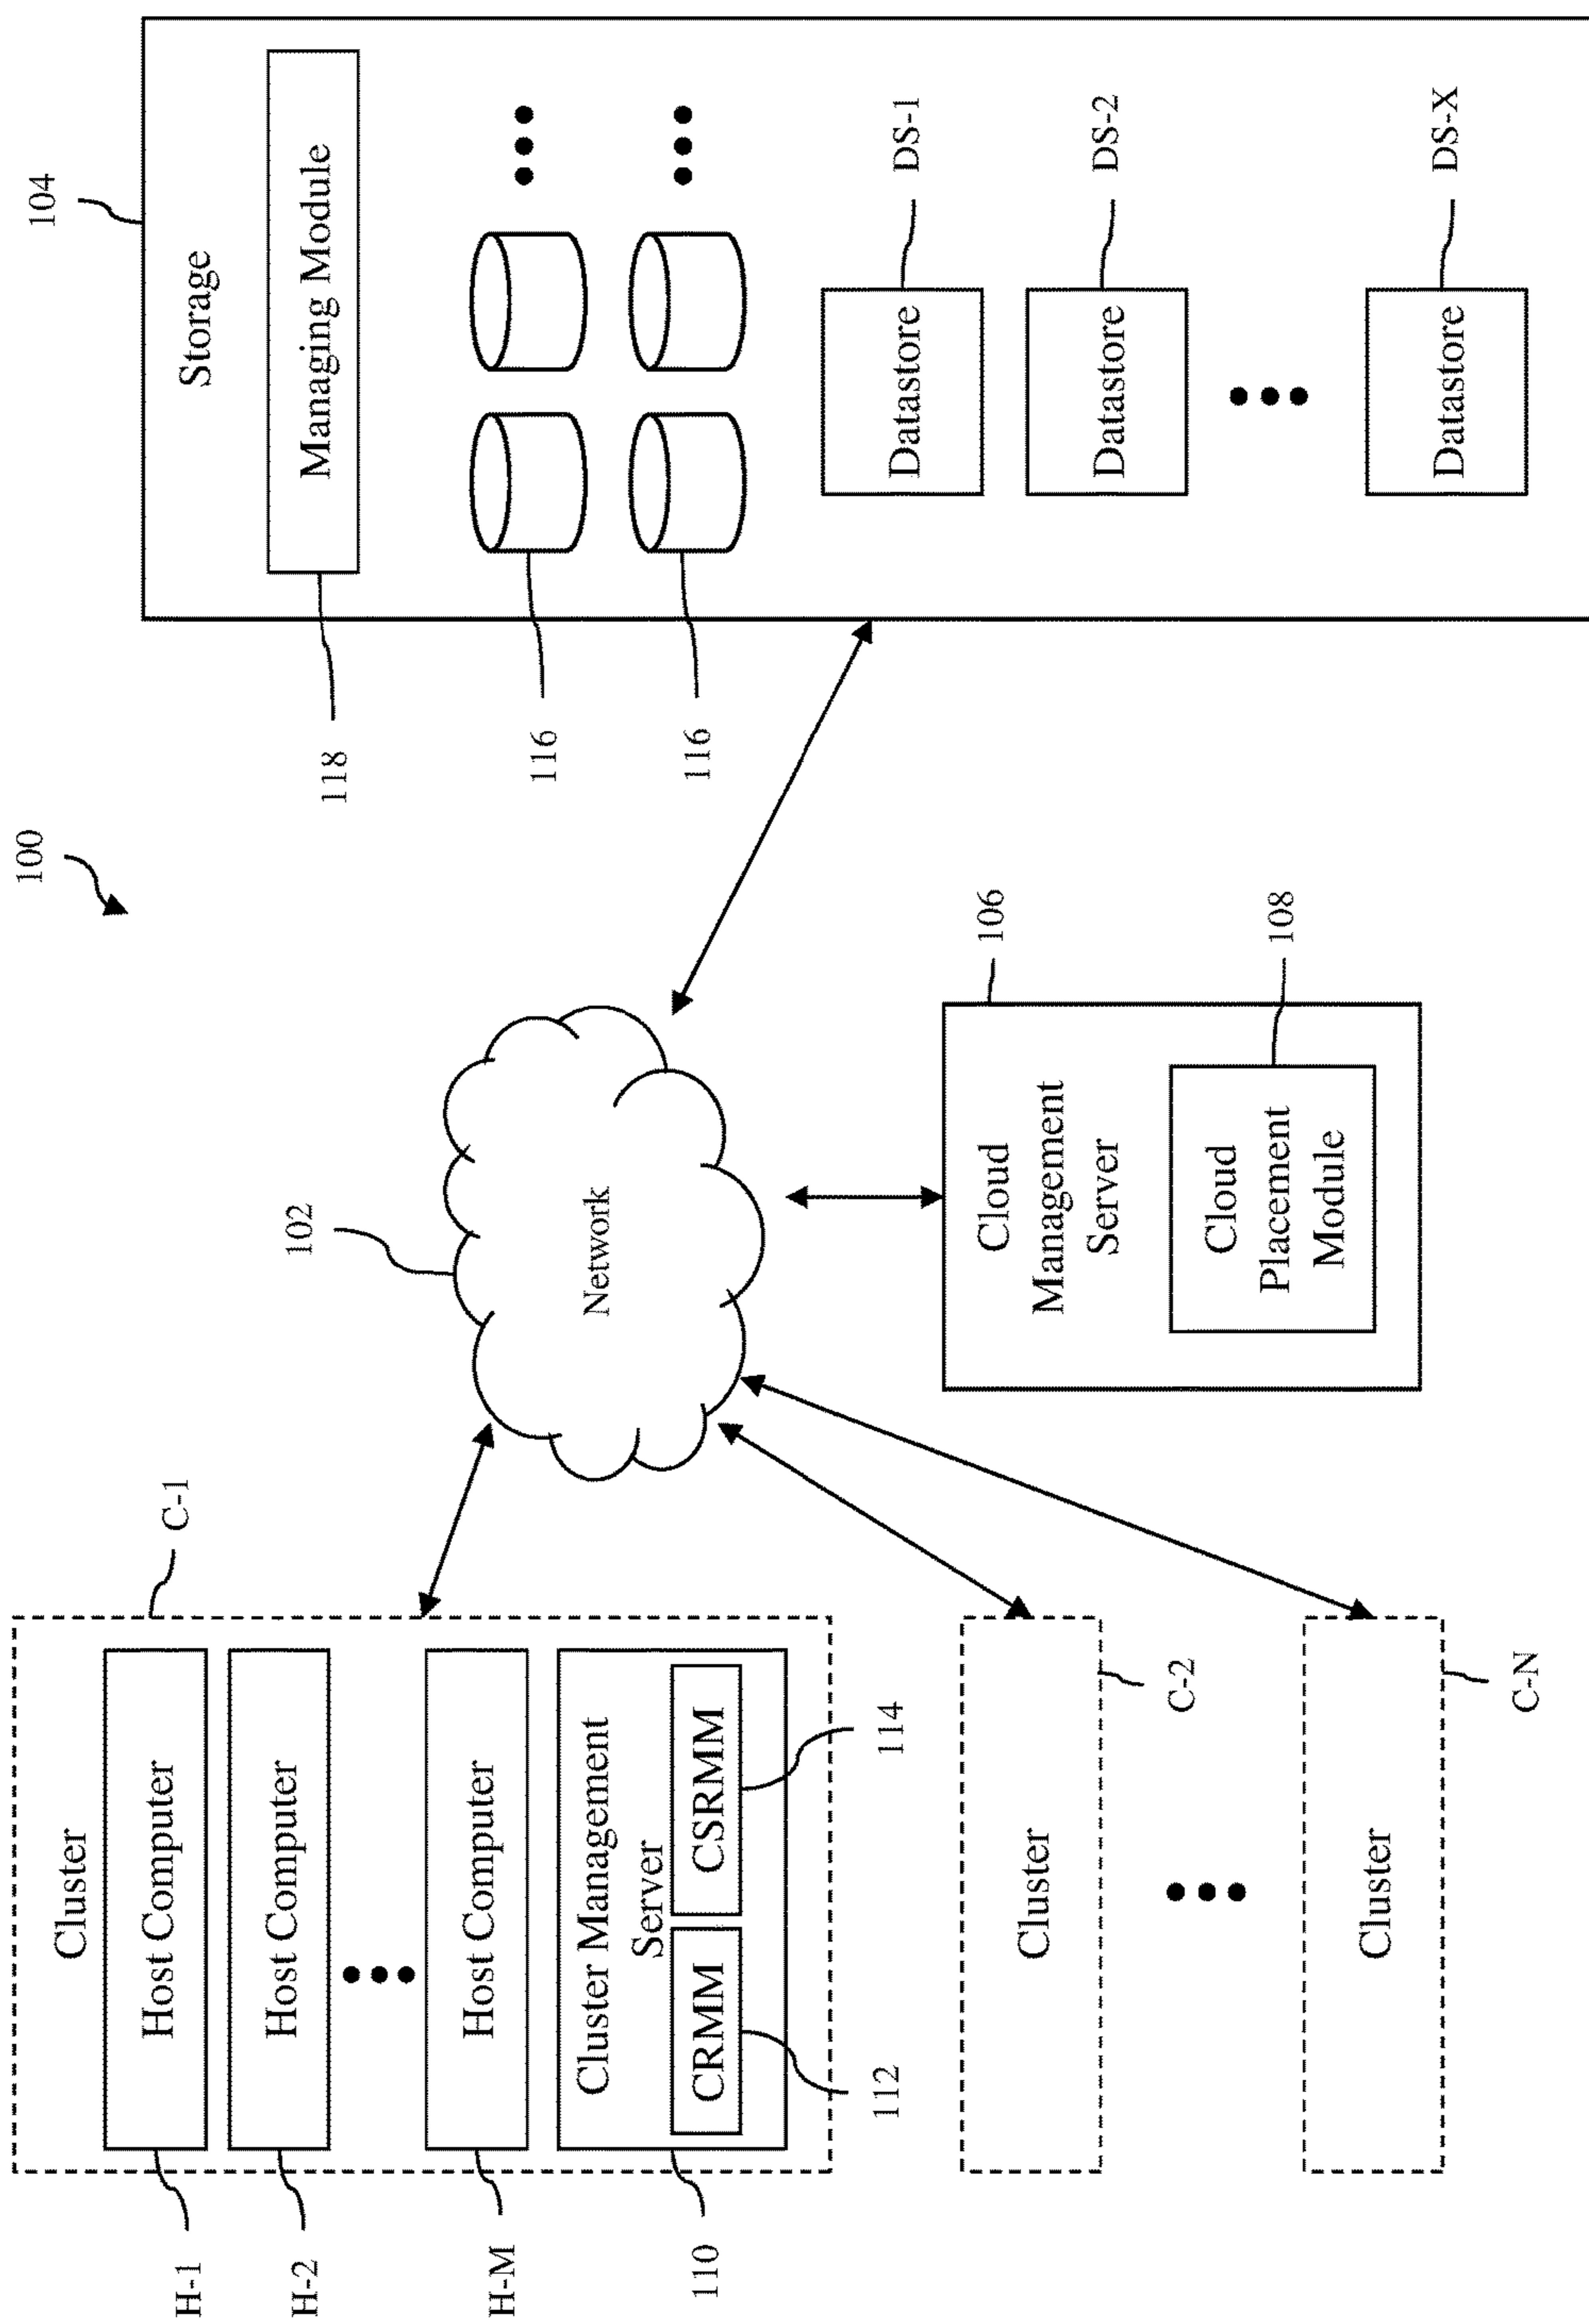 100
Cluster
C-1
H-1
Host Computer
H-2
Host Computer
H-M
Host Computer
110
Cluster Management
Server
CRMM
CSRMM
112
114
Cluster
C-2
Cluster
C-N
102
Network
106
Cloud
Management
Server
Cloud
Placement
Module
108
104
Storage
118
Managing Module
116
116
Datastore
DS-1
Datastore
DS-2
Datastore
DS-X